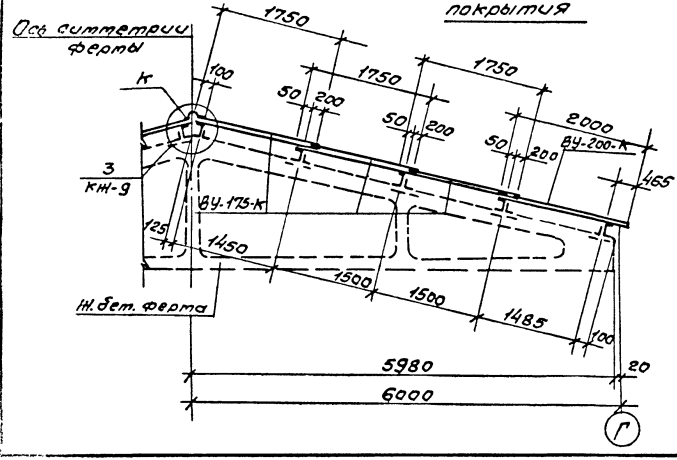 покрытия
Ось симметрии
фермы
1750
1750
1750
2000
К
100
50
200
50
200
50
200
ВУ-200-К
465
3
КЖ-9
ВУ-175-К
125
1450
1500
1500
1485
100
Ж.бет. ферма
5980
20
6000
Г